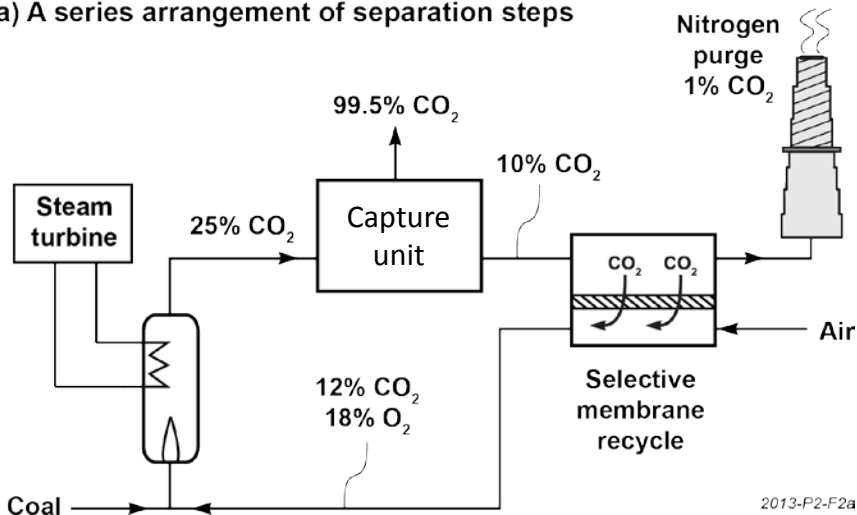 a) A series arrangement of separation steps
Nitrogen
purge
1% CO₂
99.5% CO₂
10% CO₂
Steam
turbine
25% CO₂
Capture
unit
CO₂ CO₂
Air
12% CO₂
18% O₂
Selective
membrane
recycle
Coal
2013-P2-F2a